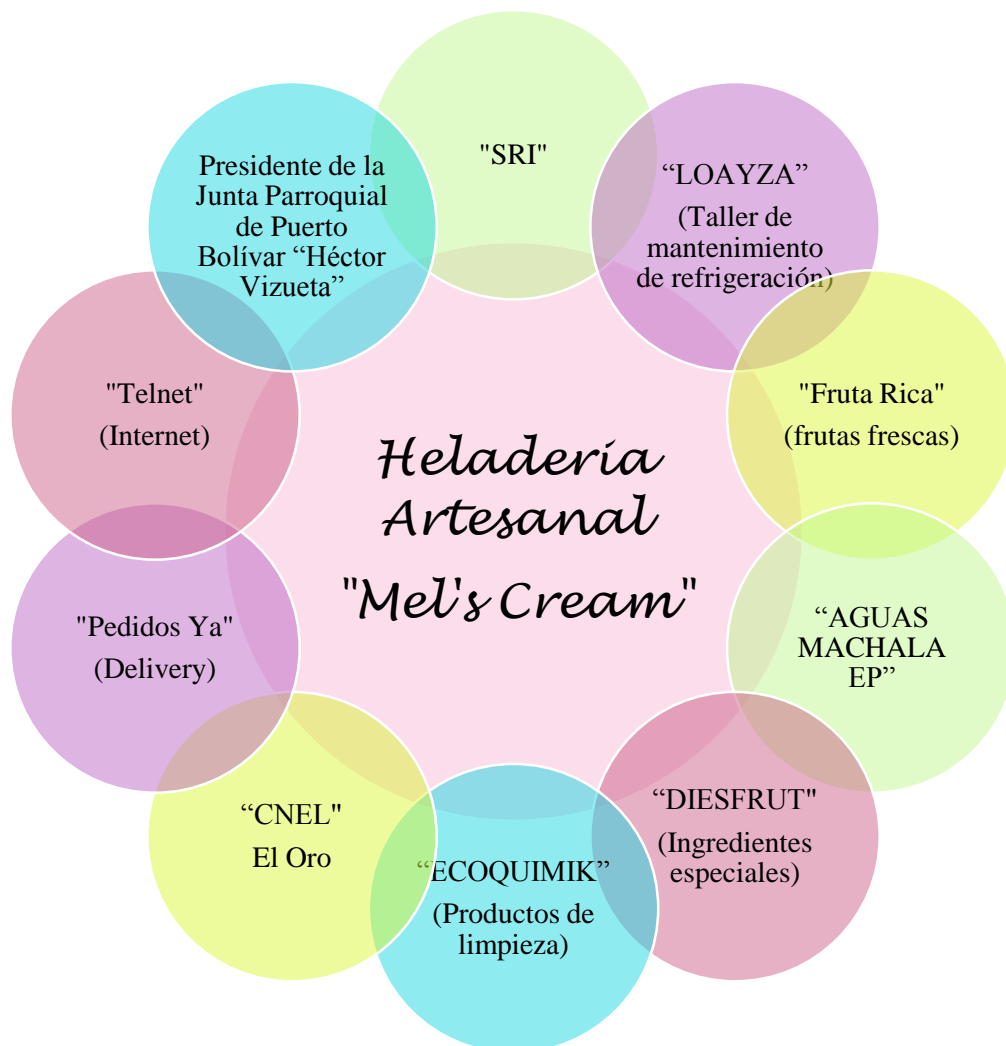 "SRI"
“LOAYZA”
(Taller de
mantenimiento
de refrigeración)
"Fruta Rica"
(frutas frescas)
“AGUAS
MACHALA
EP”
“DIESFRUT"
(Ingredientes
especiales)
“ECOQUIMIK”
(Productos de
limpieza)
“CNEL"
El Oro
"Pedidos Ya"
(Delivery)
"Telnet"
(Internet)
Presidente de la
Junta Parroquial
de Puerto
Bolívar “Héctor
Vizueta”
Heladería
Artesanal
"Mel's Cream"